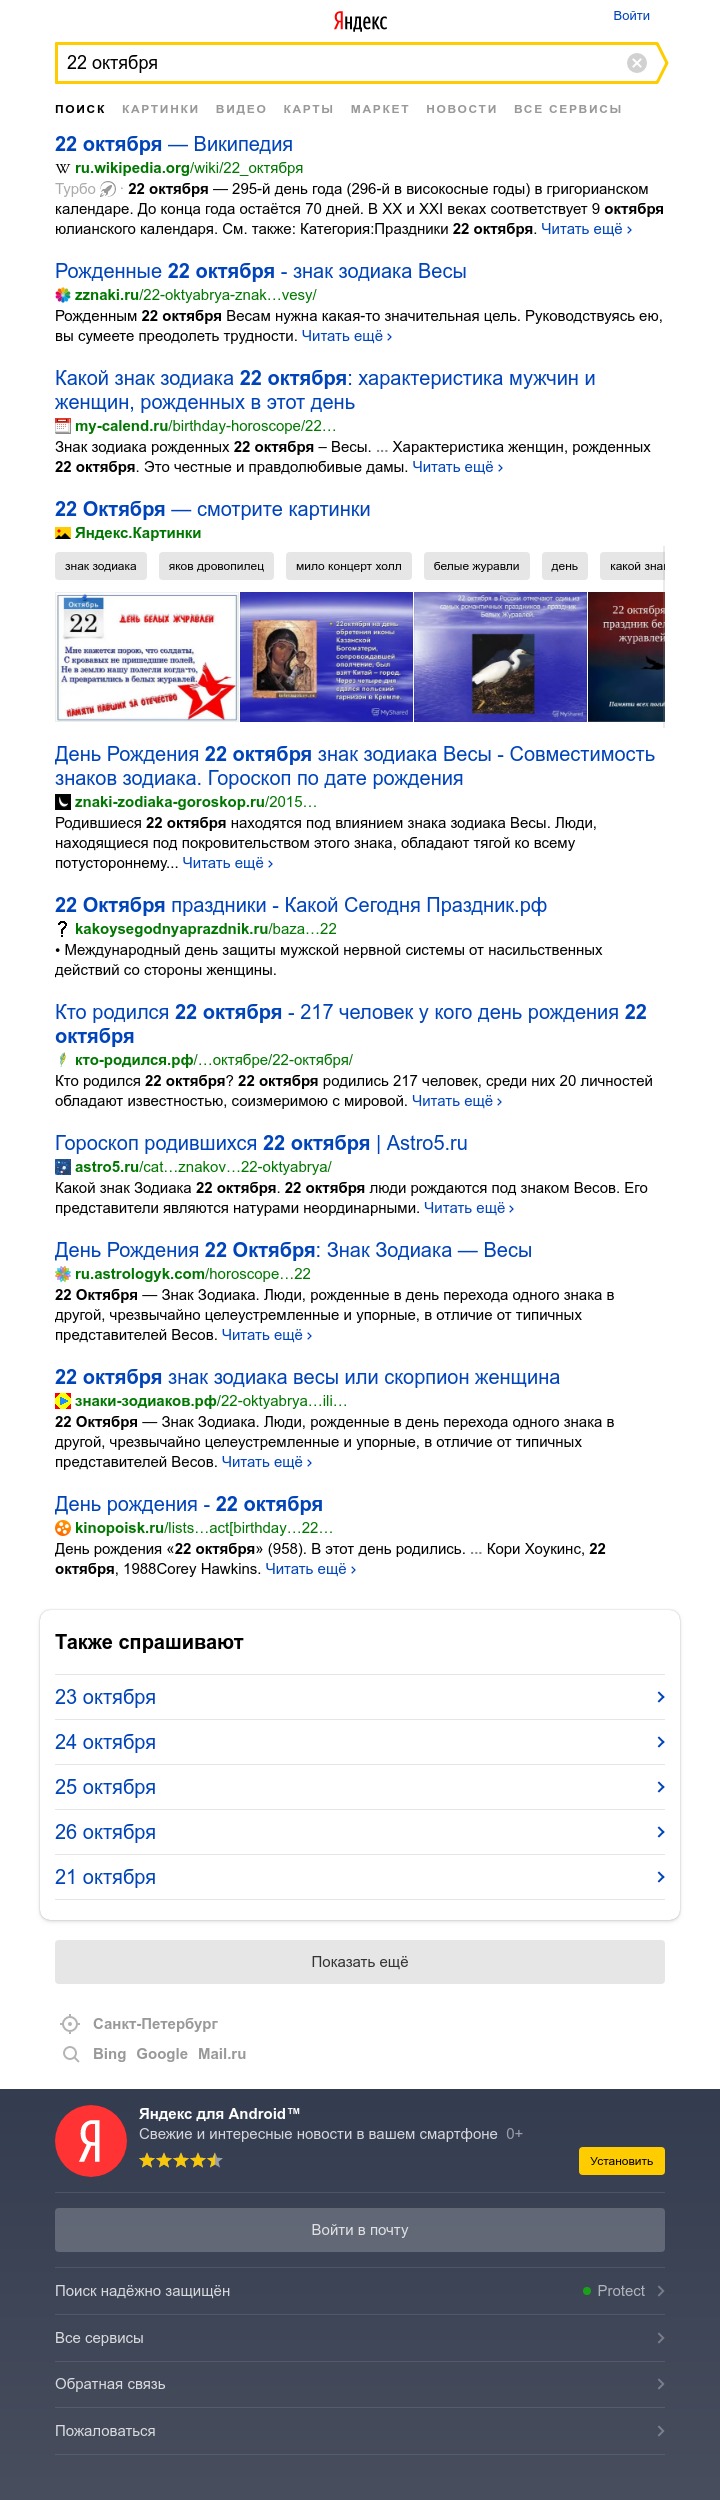 Яндекс
Войти
22 октября
ПОИСК КАРТИНКИ ВИДЕО КАРТЫ МАРКЕТ НОВОСТИ ВСЕ СЕРВИСЫ
22 октября — Википедия
ru.wikipedia.org/wiki/22_октября
Турбо · 22 октября — 295-й день года (296-й в високосные годы) в григорианском
календаре. До конца года остаётся 70 дней. В XX и XXI веках соответствует 9 октября
юлианского календаря. См. также: Категория:Праздники 22 октября. Читать ещё ›
Рожденные 22 октября - знак зодиака Весы
zznaki.ru/22-oktyabrya-znak…vesy/
Рожденным 22 октября Весам нужна какая-то значительная цель. Руководствуясь ею,
вы сумеете преодолеть трудности. Читать ещё ›
Какой знак зодиака 22 октября: характеристика мужчин и
женщин, рожденных в этот день
my-calend.ru/birthday-horoscope/22…
Знак зодиака рожденных 22 октября – Весы. ... Характеристика женщин, рожденных
22 октября. Это честные и правдолюбивые дамы. Читать ещё ›
22 Октября — смотрите картинки
Яндекс.Картинки
знак зодиака яков дровопилец мило концерт холл белые журавли день какой зна
Октябрь
22
ДЕНЬ БЕЛЫХ ЖУРАВЛЕЙ
Мне кажется порою, что солдаты,
С кровавых не пришедшие полей,
Не в землю нашу полегли когда-то,
А превратились в белых журавлей.
ПАМЯТИ ПАВШИХ ЗА ОТЕЧЕСТВО
• 22октября на день
обретения иконы
Казанской
Богоматери,
сопровождавшей
ополчение, был
взят Китай – город.
Через четыре дня
сдался польский
гарнизон в Кремле.
MyShared
22 октября в России отмечают один из
самых романтичных праздников - праздник
Белых Журавлей.
MyShared
22 октября
праздник бел
журавлей
Памяти всех
День Рождения 22 октября знак зодиака Весы - Совместимость
знаков зодиака. Гороскоп по дате рождения
znaki-zodiaka-goroskop.ru/2015…
Родившиеся 22 октября находятся под влиянием знака зодиака Весы. Люди,
находящиеся под покровительством этого знака, обладают тягой ко всему
потустороннему... Читать ещё ›
22 Октября праздники - Какой Сегодня Праздник.рф
kakoysegodnyaprazdnik.ru/baza…22
• Международный день защиты мужской нервной системы от насильственных
действий со стороны женщины.
Кто родился 22 октября - 217 человек у кого день рождения 22
октября
кто-родился.рф/…октябре/22-октября/
Кто родился 22 октября? 22 октября родились 217 человек, среди них 20 личностей
обладают известностью, соизмеримою с мировой. Читать ещё ›
Гороскоп родившихся 22 октября | Astro5.ru
astro5.ru/cat…znakov…22-oktyabrya/
Какой знак Зодиака 22 октября. 22 октября люди рождаются под знаком Весов. Его
представители являются натурами неординарными. Читать ещё ›
День Рождения 22 Октября: Знак Зодиака — Весы
ru.astrologyk.com/horoscope…22
22 Октября — Знак Зодиака. Люди, рожденные в день перехода одного знака в
другой, чрезвычайно целеустремленные и упорные, в отличие от типичных
представителей Весов. Читать ещё ›
22 октября знак зодиака весы или скорпион женщина
знаки-зодиаков.рф/22-oktyabrya…ili…
22 Октября — Знак Зодиака. Люди, рожденные в день перехода одного знака в
другой, чрезвычайно целеустремленные и упорные, в отличие от типичных
представителей Весов. Читать ещё ›
День рождения - 22 октября
kinopoisk.ru/lists…act[birthday…22…
День рождения «22 октября» (958). В этот день родились. ... Кори Хоукинс, 22
октября, 1988Corey Hawkins. Читать ещё ›
Также спрашивают
23 октября
24 октября
25 октября
26 октября
21 октября
Показать ещё
Санкт-Петербург
Bing Google Mail.ru
Я
Яндекс для Android™
Свежие и интересные новости в вашем смартфоне 0+
Установить
Войти в почту
Поиск надёжно защищён Protect
Все сервисы
Обратная связь
Пожаловаться